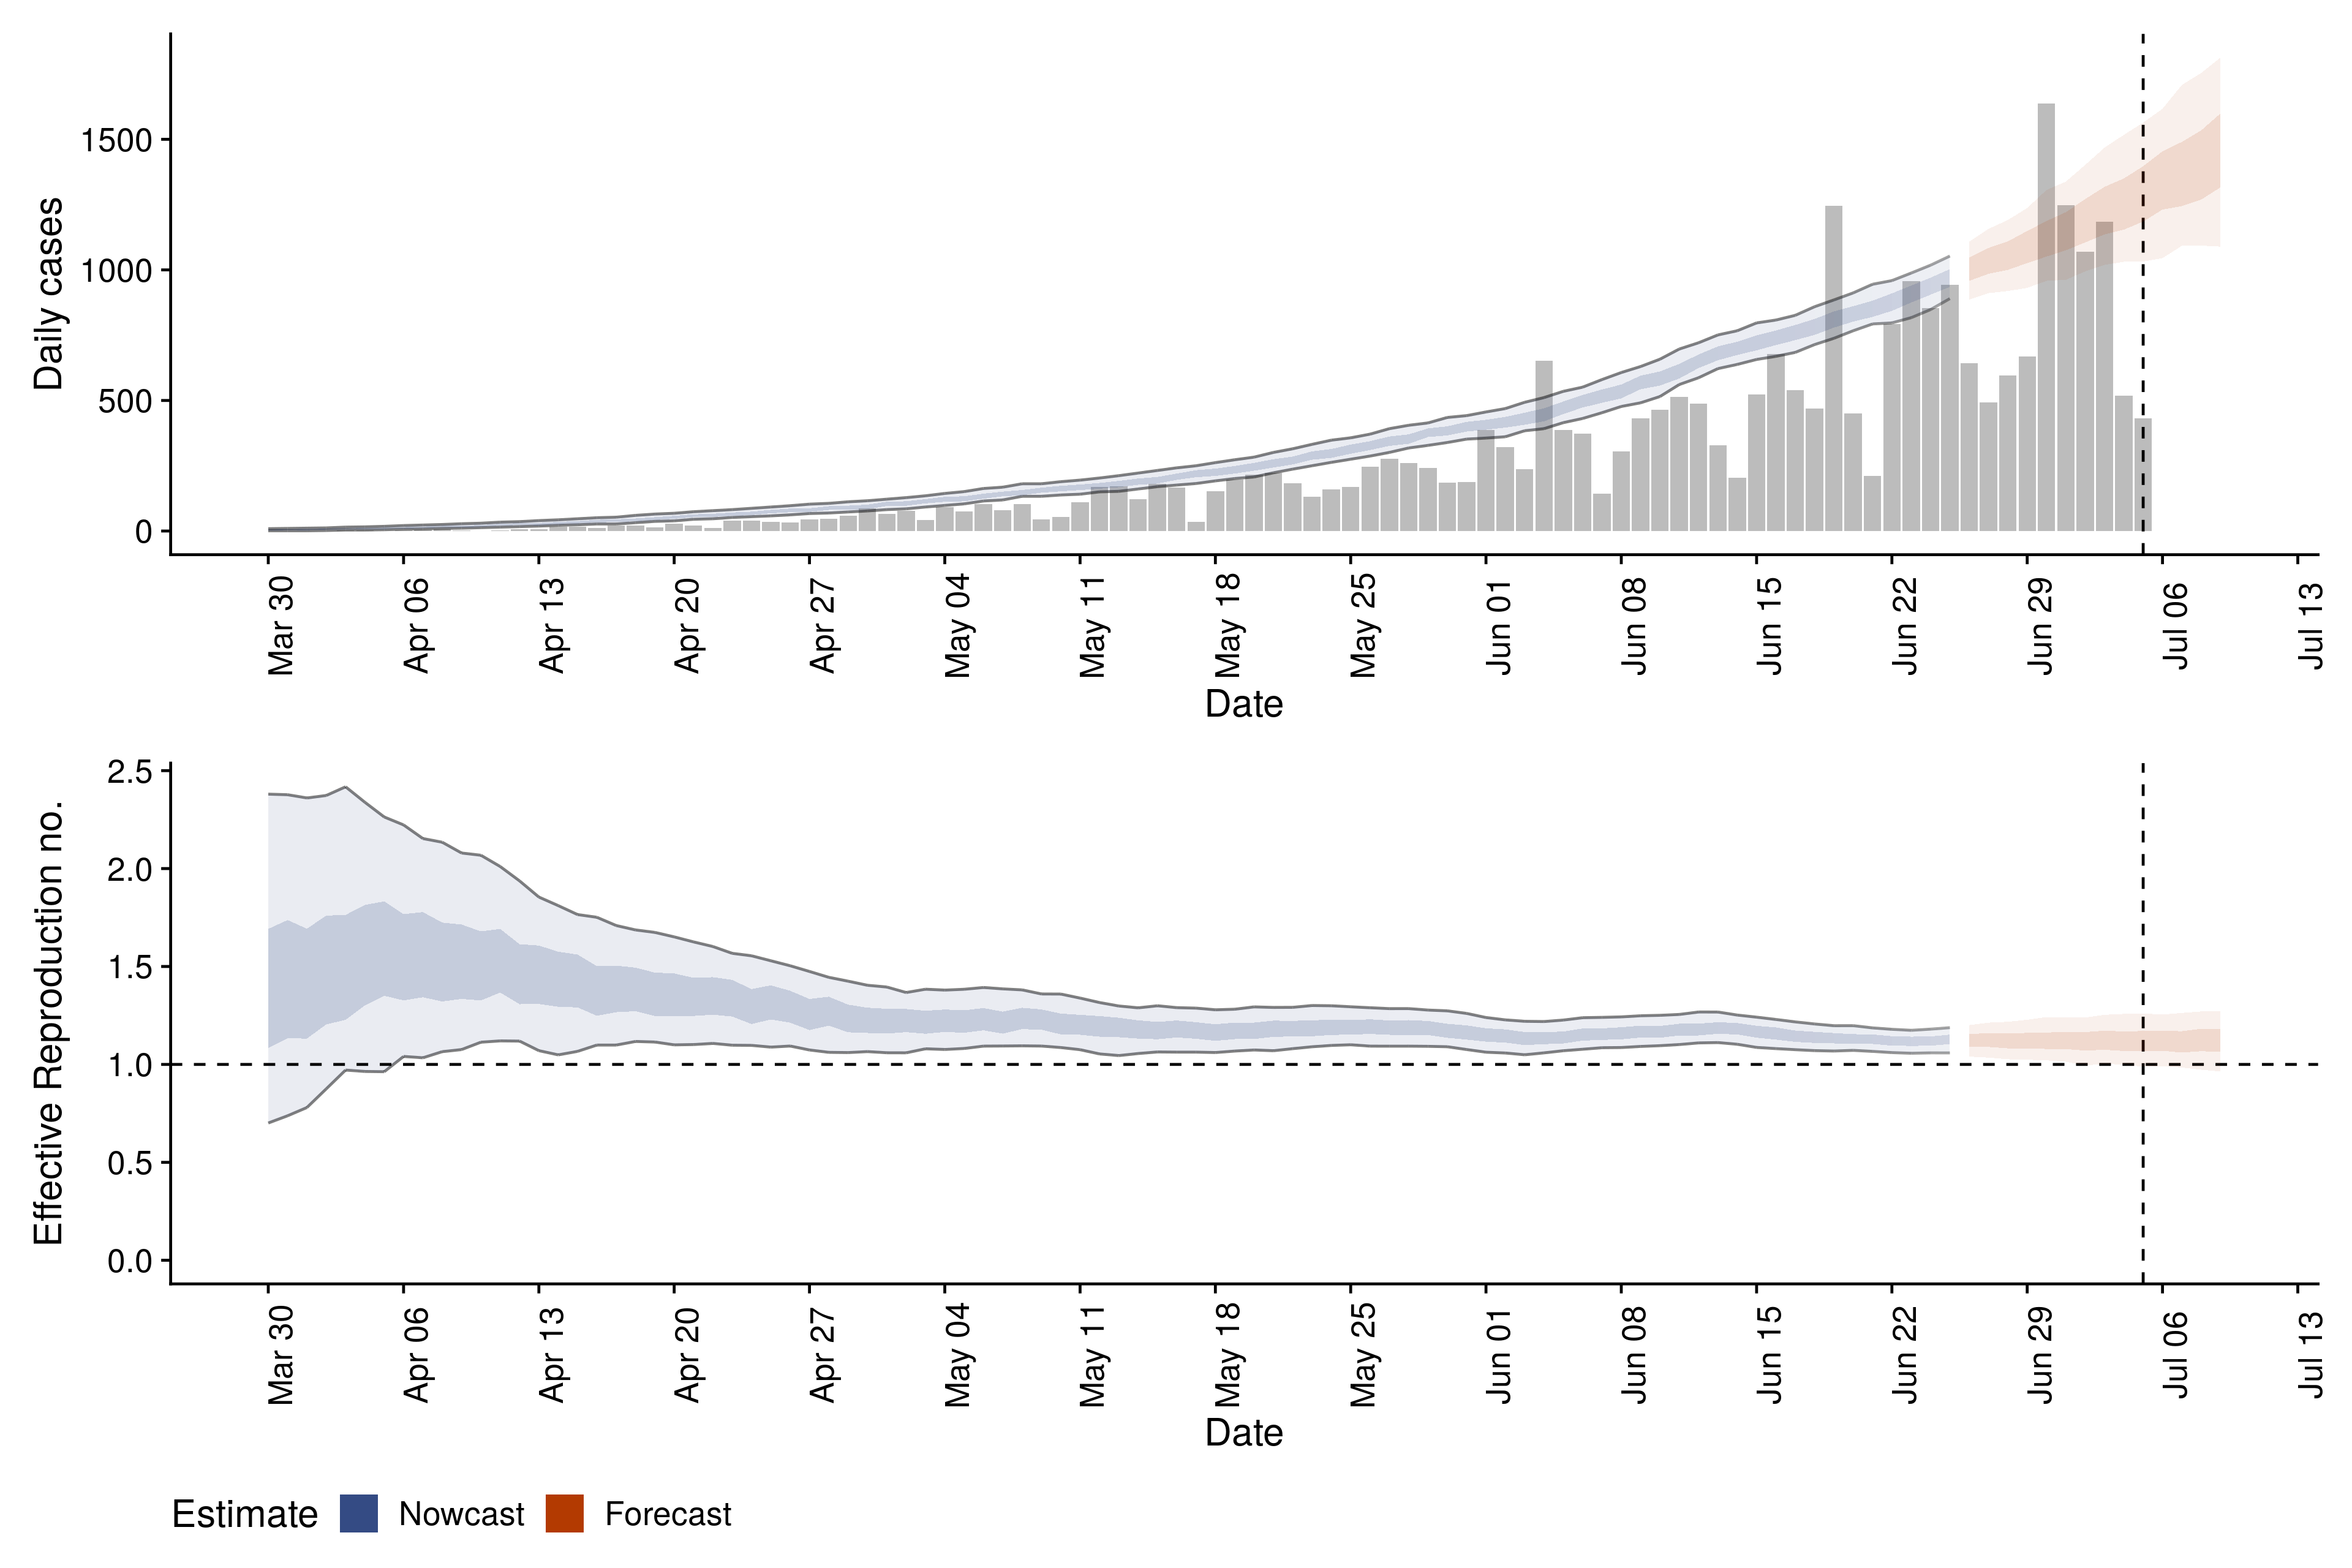 Daily cases
1500
1000
500
0
Mar 30
Apr 06
Apr 13
Apr 20
Apr 27
May 04
May 11
May 18
May 25
Jun 01
Jun 08
Jun 15
Jun 22
Jun 29
Jul 06
Jul 13
Date
Effective Reproduction no.
2.5
2.0
1.5
1.0
0.5
0.0
Mar 30
Apr 06
Apr 13
Apr 20
Apr 27
May 04
May 11
May 18
May 25
Jun 01
Jun 08
Jun 15
Jun 22
Jun 29
Jul 06
Jul 13
Date
Estimate Nowcast Forecast